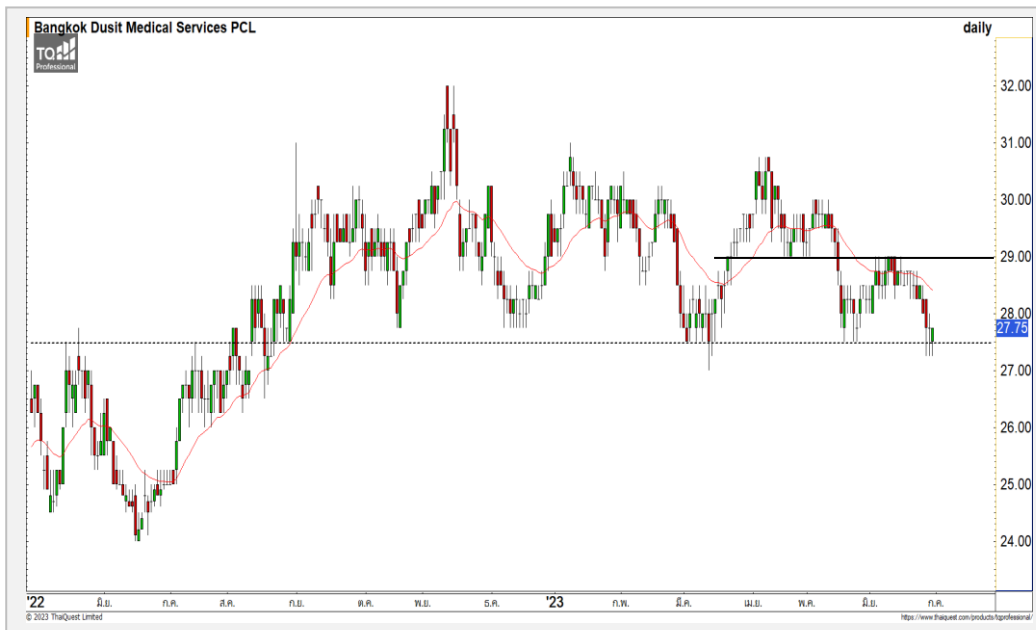 Bangkok Dusit Medical Services PCL daily
TQ
Professional
32.00
31.00
30.00
29.00
28.00
27.75
27.00
26.00
25.00
24.00
'22 มิ.ย. ก.ค. ส.ค. ก.ย. ต.ค. พ.ย. ธ.ค. '23 ก.พ. มี.ค. เม.ย. พ.ค. มิ.ย. ก.ค.
© 2023 ThaiQuest Limited https://www.thaiquest.com/products/tqprofessional/